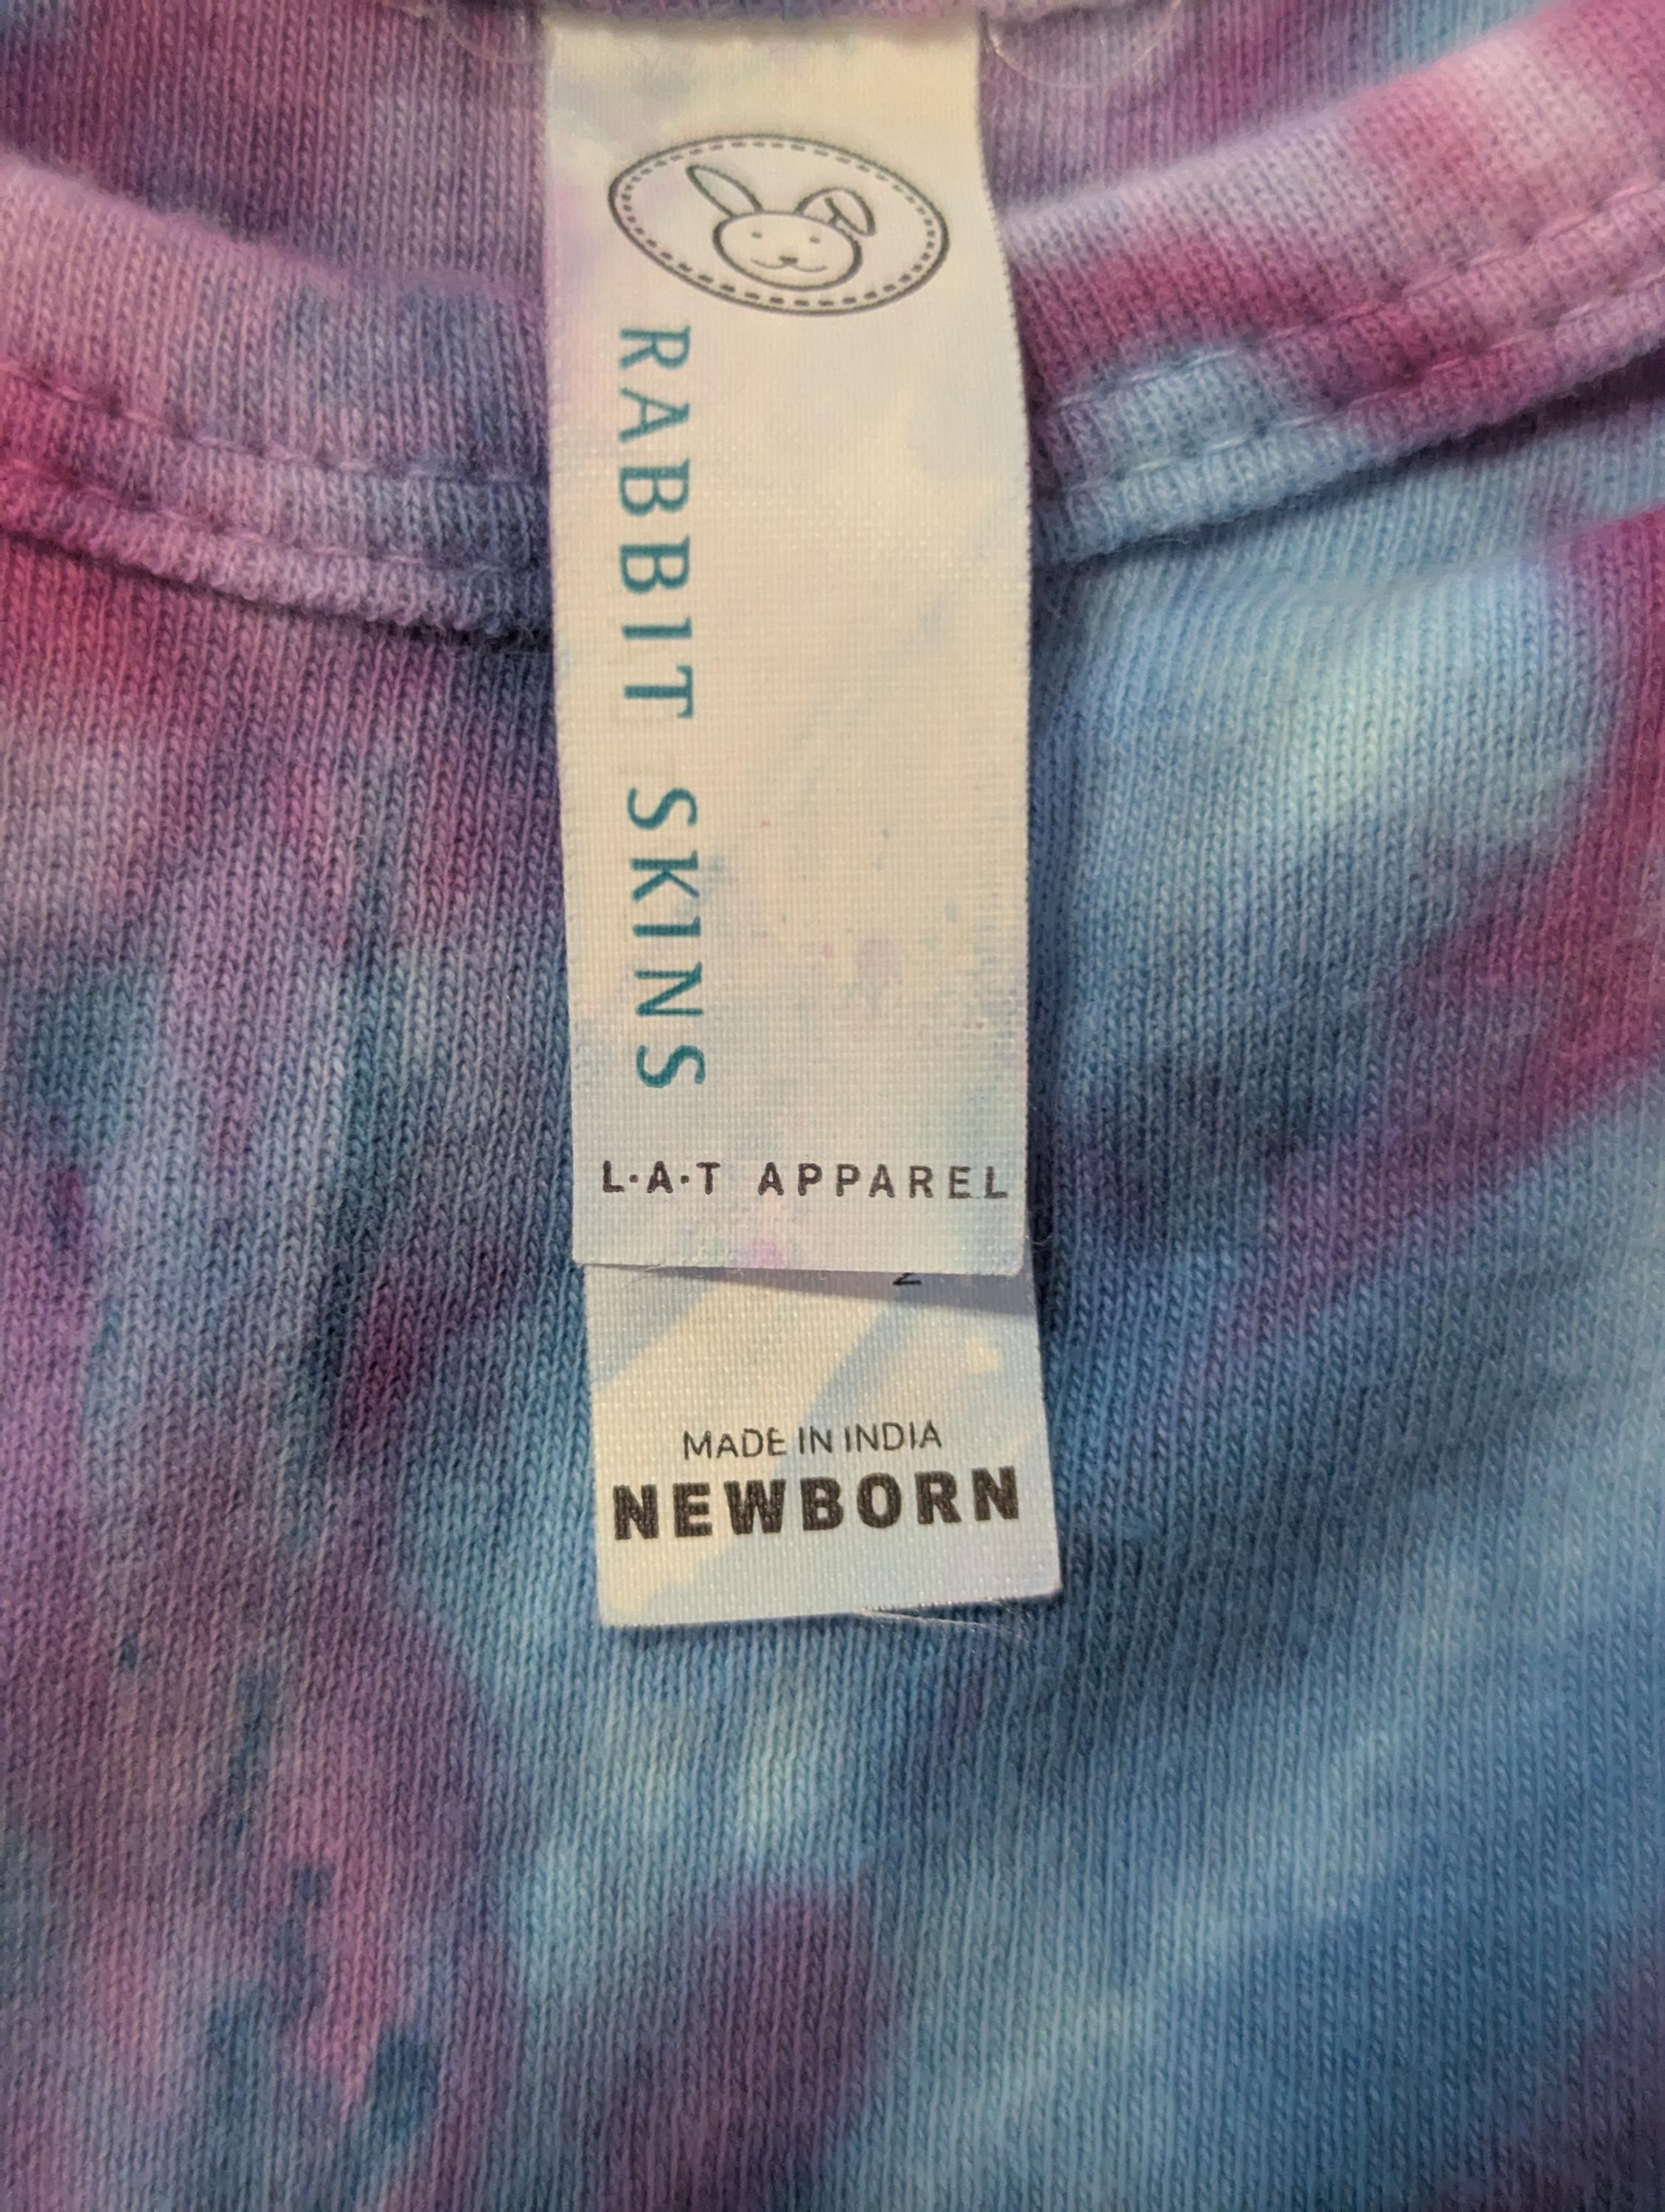 RABBIT SKINS
L·A·T APPAREL
MADE IN INDIA
NEWBORN